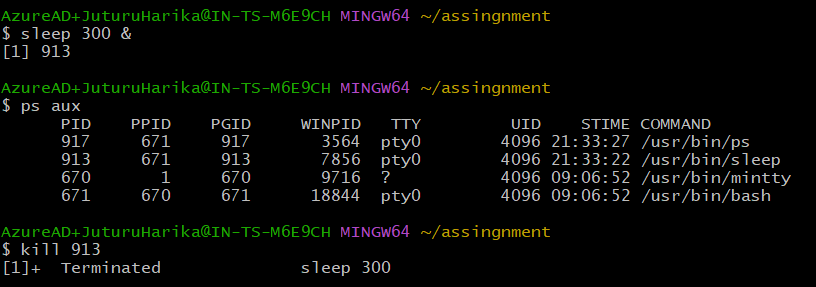 AzureAD+JuturuHarika@IN-TS-M6E9CH MINGW64 ~/assingnment
$ sleep 300 &
[1] 913
AzureAD+JuturuHarika@IN-TS-M6E9CH MINGW64 ~/assingnment
$ ps aux
PID PPID PGID WINPID TTY UID STIME COMMAND
917 671 917 3564 pty0 4096 21:33:27 /usr/bin/ps
913 671 913 7856 pty0 4096 21:33:22 /usr/bin/sleep
670 1 670 9716 ? 4096 09:06:52 /usr/bin/mintty
671 670 671 18844 pty0 4096 09:06:52 /usr/bin/bash
AzureAD+JuturuHarika@IN-TS-M6E9CH MINGW64 ~/assingnment
$ kill 913
[1]+ Terminated sleep 300